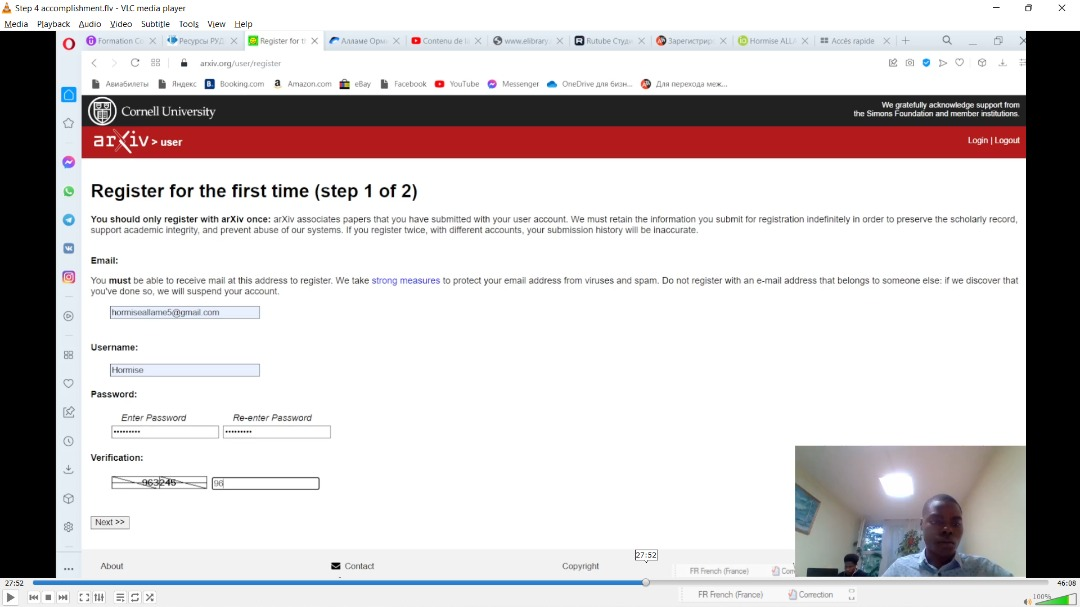 Step 4 accomplishment.flv - VLC media player
Media Playback Audio Video Subtitle Tools View Help
Formation Co
Ресурсы РУД
Register for th
Алламе Орм
Contenu de l
www.elibrary
Rutube Студи
Зарегистрир
Hormise ALLA
Accès rapide
arxiv.org/user/register
Авиабилеты Яндекс Booking.com Amazon.com eBay Facebook YouTube Messenger OneDrive для бизн... Для перехода меж...
Cornell University
We gratefully acknowledge support from
the Simons Foundation and member institutions.
arXiv > user
Login | Logout
Register for the first time (step 1 of 2)
You should only register with arXiv once: arXiv associates papers that you have submitted with your user account. We must retain the information you submit for registration indefinitely in order to preserve the scholarly record,
support academic integrity, and prevent abuse of our systems. If you register twice, with different accounts, your submission history will be inaccurate.
Email:
You must be able to receive mail at this address to register. We take strong measures to protect your email address from viruses and spam. Do not register with an e-mail address that belongs to someone else: if we discover that
you've done so, we will suspend your account.
hormiseallame5@gmail.com
Username:
Hormise
Password:
Enter Password Re-enter Password
Verification:
963245
96
Next >>
About
Contact
Copyright
27:52
FR French (France)
27:52
46:08
FR French (France)
Correction
100%